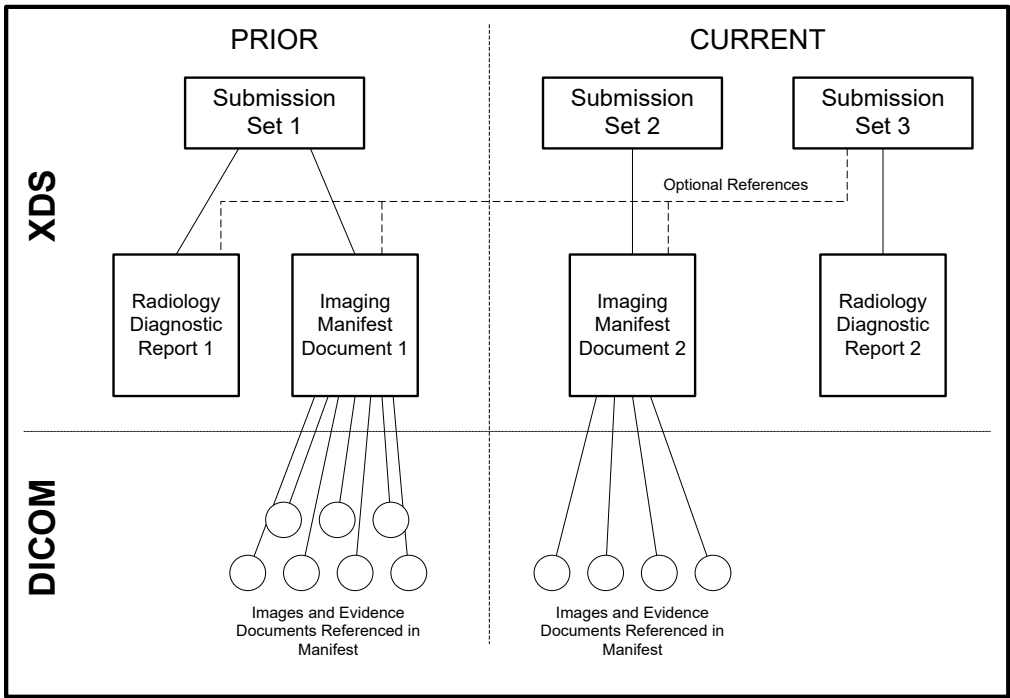 PRIOR
CURRENT
Submission
Set 1
Submission
Set 2
Submission
Set 3
XDS
Optional References
Radiology
Diagnostic
Report 1
Imaging
Manifest
Document 1
Imaging
Manifest
Document 2
Radiology
Diagnostic
Report 2
DICOM
Images and Evidence
Documents Referenced in
Manifest
Images and Evidence
Documents Referenced in
Manifest